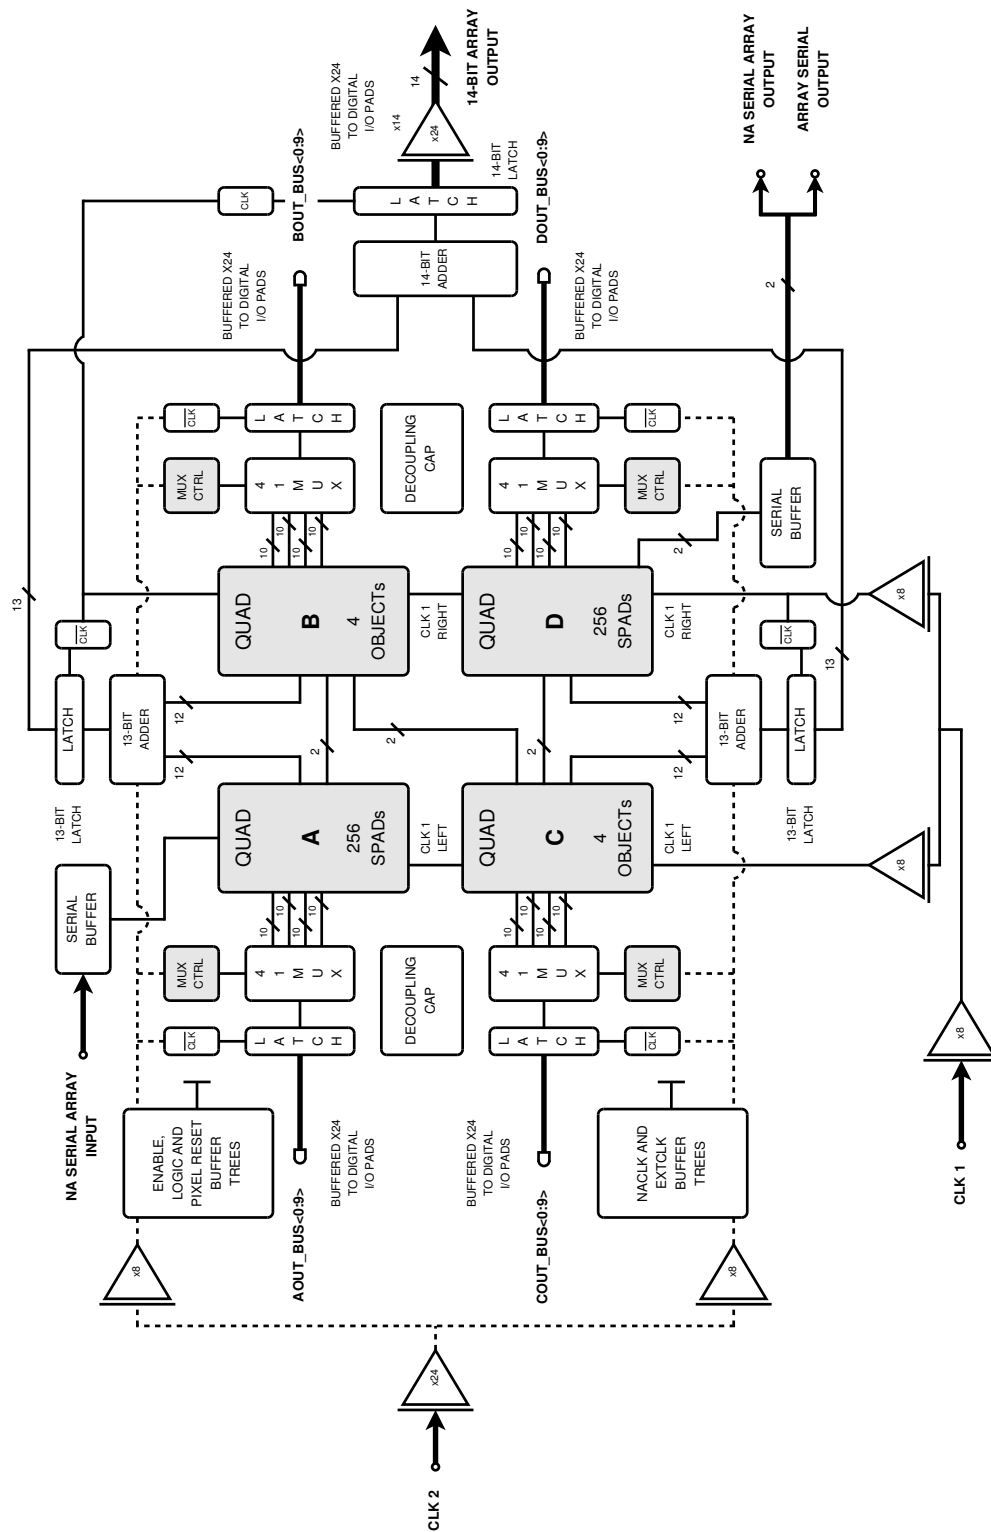 BUFFERED X24
TO DIGITAL
I/O PADS
x14
14
x24
14-BIT ARRAY
OUTPUT
NA SERIAL ARRAY
OUTPUT
ARRAY SERIAL
OUTPUT
CLK
BOUT_BUS<0:9>
L A T C H
14-BIT
LATCH
DOUT_BUS<0:9>
14-BIT
ADDER
BUFFERED X24
TO DIGITAL
I/O PADS
BUFFERED X24
TO DIGITAL
I/O PADS
2
CLK
L A T C H
DECOUPLING
CAP
L A T C H
CLK
MUX
CTRL
4 1 M U X
4 1 M U X
MUX
CTRL
SERIAL
BUFFER
10
10
10
10
10
10
10
10
2
13
CLK
QUAD
B
4
OBJECTs
CLK 1
RIGHT
QUAD
D
256
SPADs
CLK 1
RIGHT
CLK
x8
LATCH
13-BIT
ADDER
12
12
2
2
2
12
12
13-BIT
ADDER
LATCH
13
13-BIT
LATCH
QUAD
A
256
SPADs
CLK 1
LEFT
QUAD
C
4
OBJECTs
CLK 1
LEFT
13-BIT
LATCH
x8
SERIAL
BUFFER
10
10
10
10
10
10
10
10
MUX
CTRL
4 1 M U X
DECOUPLING
CAP
4 1 M U X
MUX
CTRL
CLK
L A T C H
L A T C H
CLK
x8
NA SERIAL ARRAY
INPUT
ENABLE,
LOGIC AND
PIXEL RESET
BUFFER
TREES
BUFFERED X24
TO DIGITAL
I/O PADS
BUFFERED X24
TO DIGITAL
I/O PADS
NACLK AND
EXTCLK
BUFFER
TREES
CLK 1
AOUT_BUS<0:9>
COUT_BUS<0:9>
x8
x8
x24
CLK 2